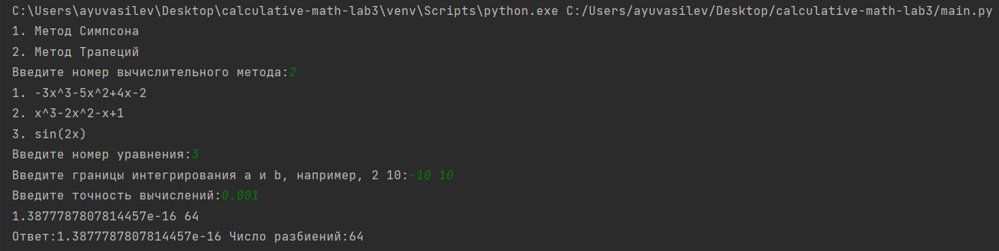 C:\Users\ayuvasilev\Desktop\calculative-math-lab3\venv\Scripts\python.exe C:/Users/ayuvasilev/Desktop/calculative-math-lab3/main.py
1. Метод Симпсона
2. Метод Трапеций
Введите номер вычислительного метода:2
1. -3x^3-5x^2+4x-2
2. x^3-2x^2-x+1
3. sin(2x)
Введите номер уравнения:3
Введите границы интегрирования a и b, например, 2 10:-10 10
Введите точность вычислений:0.001
1.3877787807814457e-16 64
Ответ:1.3877787807814457e-16 Число разбиений:64